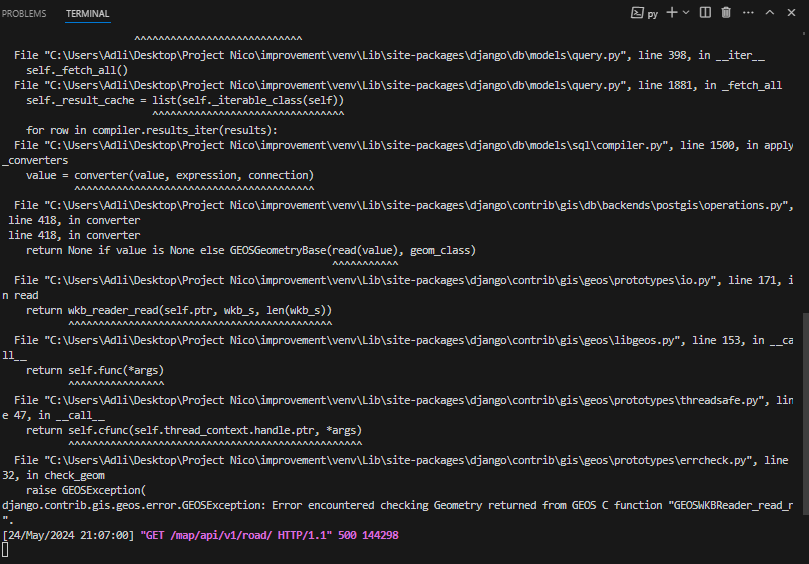 PROBLEMS TERMINAL py
^^^^^^^^^^^^^^^^^^^^^^^^^^^^
File "C:\Users\Adli\Desktop\Project Nico\improvement\venv\Lib\site-packages\django\db\models\query.py", line 398, in __iter__
self._fetch_all()
File "C:\Users\Adli\Desktop\Project Nico\improvement\venv\Lib\site-packages\django\db\models\query.py", line 1881, in _fetch_all
self._result_cache = list(self._iterable_class(self))
^^^^^^^^^^^^^^^^^^^^^^^^^^^^^^^^
for row in compiler.results_iter(results):
File "C:\Users\Adli\Desktop\Project Nico\improvement\venv\Lib\site-packages\django\db\models\sql\compiler.py", line 1500, in apply
_converters
value = converter(value, expression, connection)
^^^^^^^^^^^^^^^^^^^^^^^^^^^^^^^^^^^^^^^^
File "C:\Users\Adli\Desktop\Project Nico\improvement\venv\Lib\site-packages\django\contrib\gis\db\backends\postgis\operations.py",
line 418, in converter
line 418, in converter
return None if value is None else GEOSGeometryBase(read(value), geom_class)
^^^^^^^^^^^
File "C:\Users\Adli\Desktop\Project Nico\improvement\venv\Lib\site-packages\django\contrib\gis\geos\prototypes\io.py", line 171, i
n read
return wkb_reader_read(self.ptr, wkb_s, len(wkb_s))
^^^^^^^^^^^^^^^^^^^^^^^^^^^^^^^^^^^^^^^^^^^^
File "C:\Users\Adli\Desktop\Project Nico\improvement\venv\Lib\site-packages\django\contrib\gis\geos\libgeos.py", line 153, in __ca
ll__
return self.func(*args)
^^^^^^^^^^^^^^^^
File "C:\Users\Adli\Desktop\Project Nico\improvement\venv\Lib\site-packages\django\contrib\gis\geos\prototypes\threadsafe.py", lin
e 47, in __call__
return self.cfunc(self.thread_context.handle.ptr, *args)
^^^^^^^^^^^^^^^^^^^^^^^^^^^^^^^^^^^^^^^^^^^^^^^^^
File "C:\Users\Adli\Desktop\Project Nico\improvement\venv\Lib\site-packages\django\contrib\gis\geos\prototypes\errcheck.py", line
32, in check_geom
raise GEOSException(
django.contrib.gis.geos.error.GEOSException: Error encountered checking Geometry returned from GEOS C function "GEOSWKBReader_read_r
".
[24/May/2024 21:07:00] "GET /map/api/v1/road/ HTTP/1.1" 500 144298